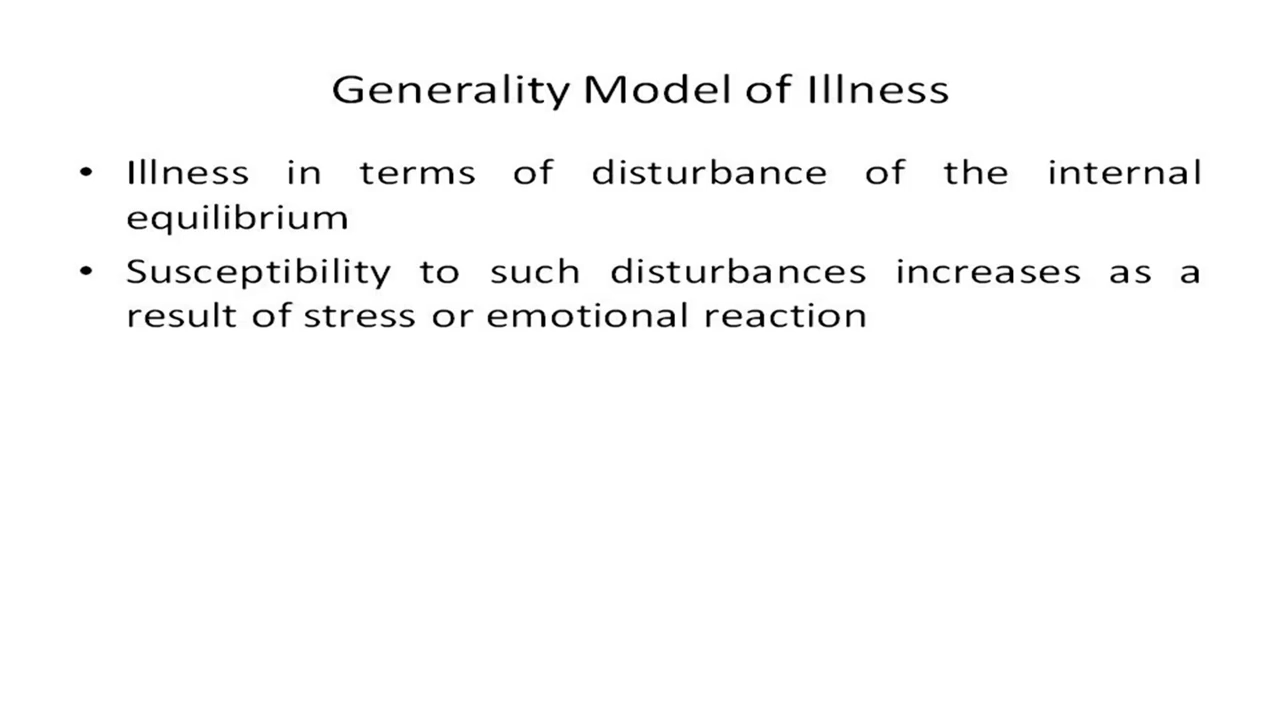 Generality Model of Illness
• Illness in terms of disturbance of the internal
equilibrium
• Susceptibility to such disturbances increases as a
result of stress or emotional reaction